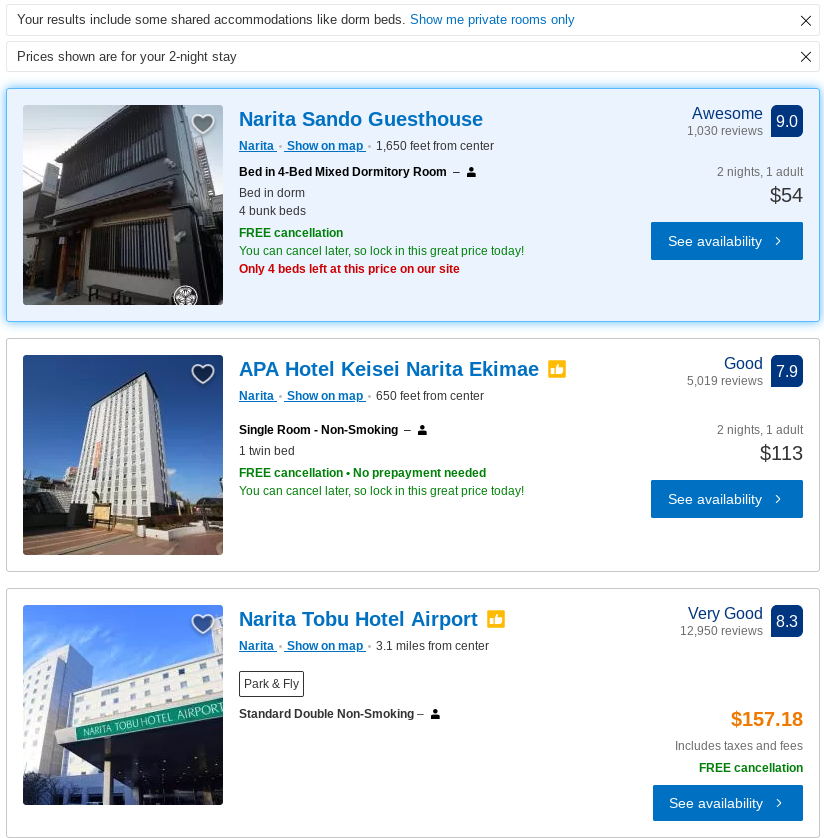 Your results include some shared accommodations like dorm beds. Show me private rooms only
Prices shown are for your 2-night stay
Narita Sando Guesthouse
Awesome
1,030 reviews
9.0
Narita • Show on map • 1,650 feet from center
Bed in 4-Bed Mixed Dormitory Room –
2 nights, 1 adult
Bed in dorm
$54
4 bunk beds
FREE cancellation
You can cancel later, so lock in this great price today!
See availability
Only 4 beds left at this price on our site
APA Hotel Keisei Narita Ekimae
Good
5,019 reviews
7.9
Narita • Show on map • 650 feet from center
Single Room - Non-Smoking –
2 nights, 1 adult
1 twin bed
$113
FREE cancellation • No prepayment needed
You can cancel later, so lock in this great price today!
See availability
Narita Tobu Hotel Airport
Very Good
12,950 reviews
8.3
Narita • Show on map • 3.1 miles from center
Park & Fly
Standard Double Non-Smoking –
NARITA TOBU HOTEL AIRPORT
$157.18
Includes taxes and fees
FREE cancellation
See availability